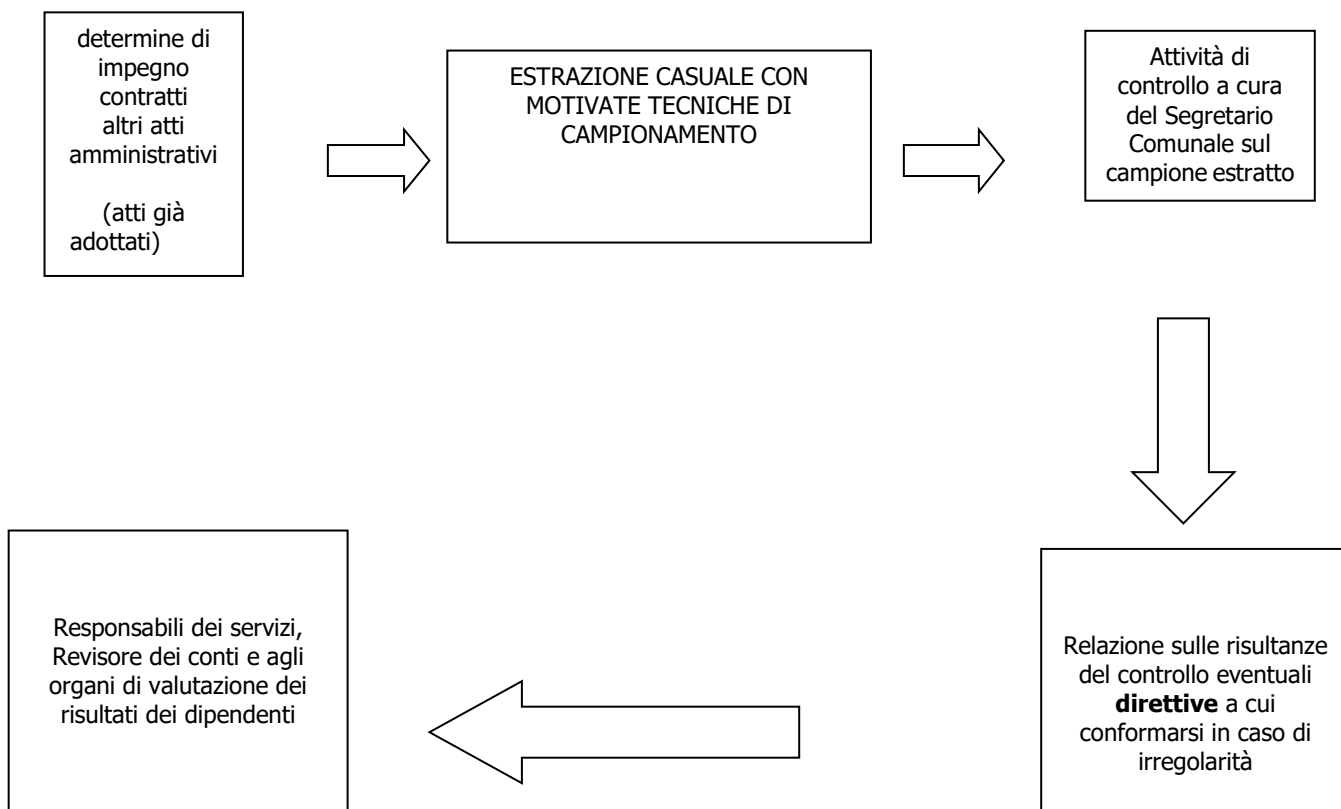 determine di
impegno
contratti
altri atti
amministrativi
(atti già
adottati)
ESTRAZIONE CASUALE CON
MOTIVATE TECNICHE DI
CAMPIONAMENTO
Attività di
controllo a cura
del Segretario
Comunale sul
campione estratto
Relazione sulle risultanze
del controllo eventuali
direttive a cui
conformarsi in caso di
irregolarità
Responsabili dei servizi,
Revisore dei conti e agli
organi di valutazione dei
risultati dei dipendenti